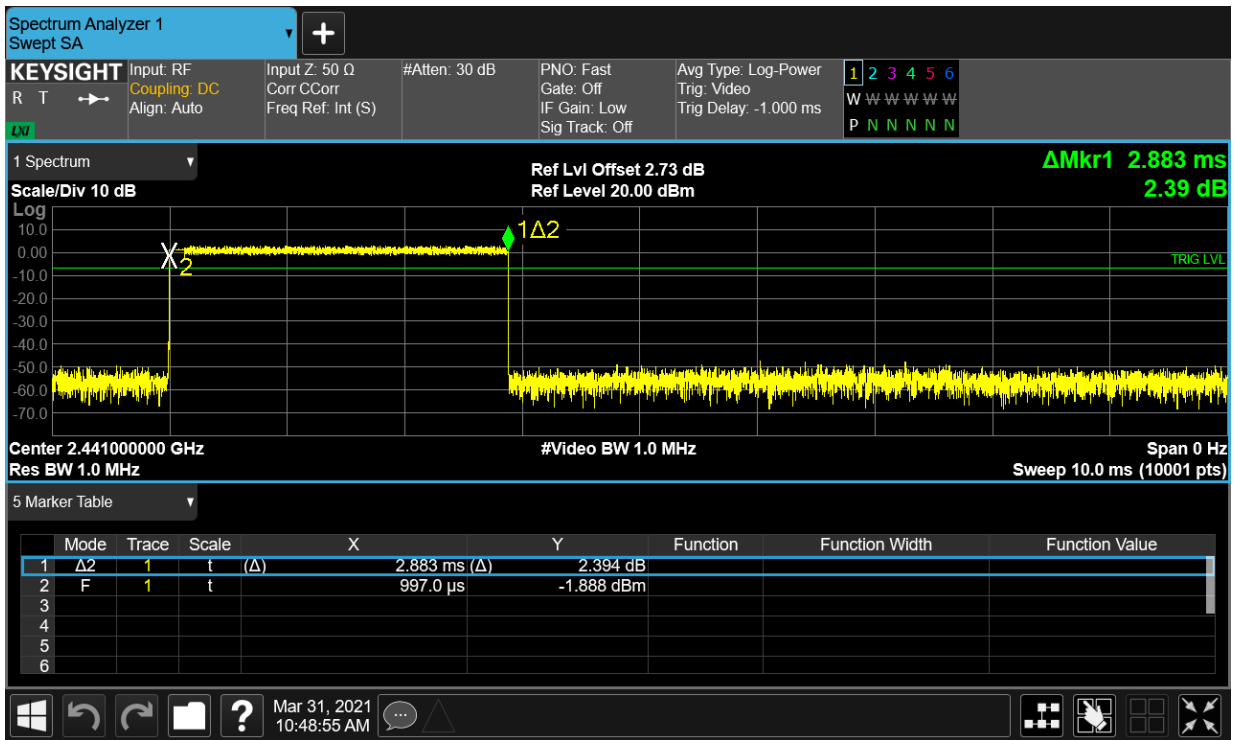 Spectrum Analyzer 1
Swept SA
KEYSIGHT
R T
LXI
Input: RF
Coupling: DC
Align: Auto
Input Z: 50 Ω
Corr CCorr
Freq Ref: Int (S)
#Atten: 30 dB
PNO: Fast
Gate: Off
IF Gain: Low
Sig Track: Off
Avg Type: Log-Power
Trig: Video
Trig Delay: -1.000 ms
1 2 3 4 5 6
W W W W W W
P N N N N N
1 Spectrum
Scale/Div 10 dB
Ref Lvl Offset 2.73 dB
Ref Level 20.00 dBm
ΔMkr1 2.883 ms
2.39 dB
Log
10.0
0.00
-10.0
-20.0
-30.0
-40.0
-50.0
-60.0
-70.0
1Δ2
X
2
TRIG LVL
Center 2.441000000 GHz
#Video BW 1.0 MHz
Span 0 Hz
Res BW 1.0 MHz
Sweep 10.0 ms (10001 pts)
5 Marker Table
Mode Trace Scale X Y Function Function Width Function Value
1 Δ2 1 t (Δ) 2.883 ms (Δ) 2.394 dB
2 F 1 t 997.0 µs -1.888 dBm
3
4
5
6
?
Mar 31, 2021
10:48:55 AM